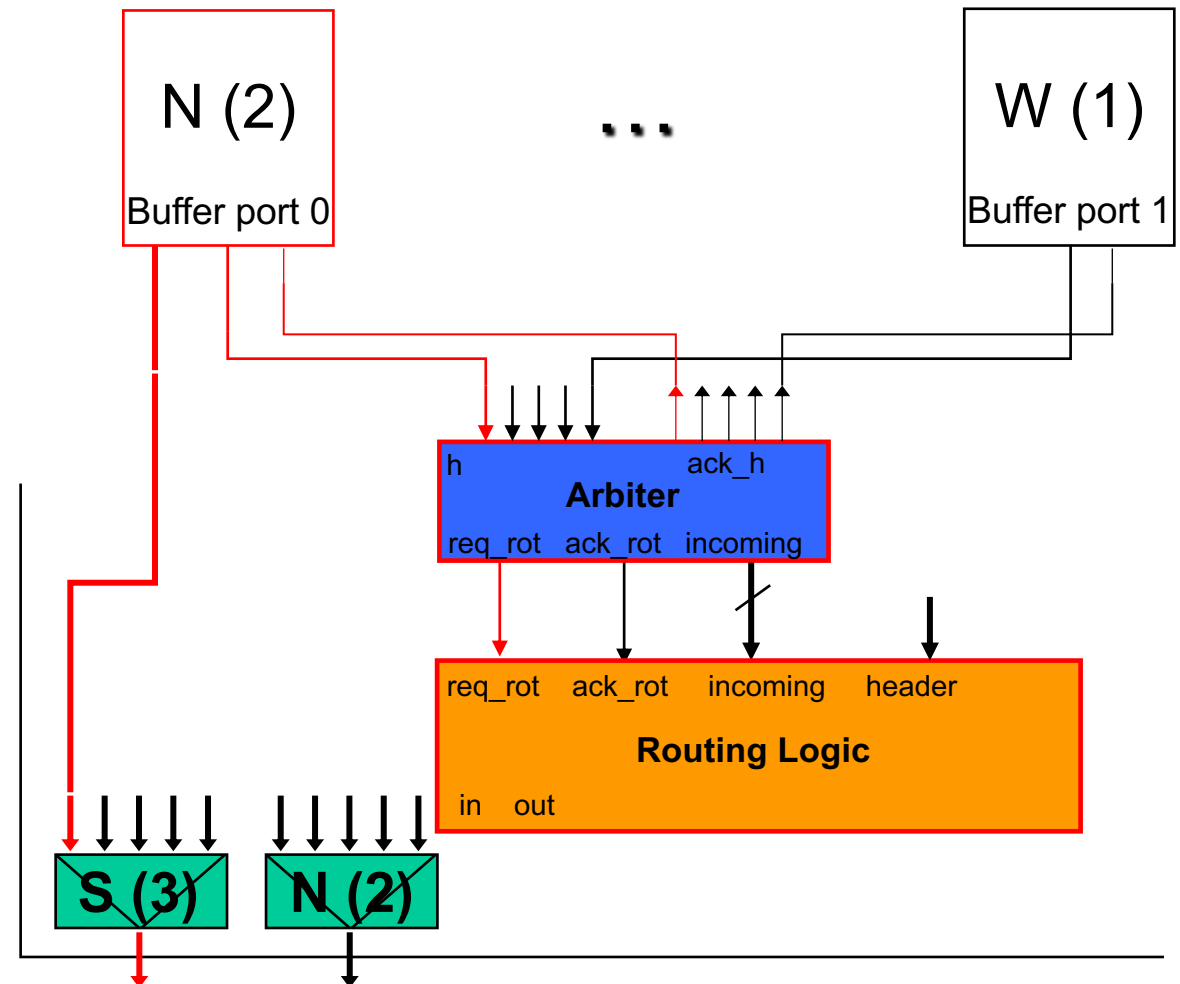 N (2)
...
W (1)
Buffer port 0
Buffer port 1
h
ack_h
Arbiter
req_rot ack_rot incoming
req_rot ack_rot incoming header
Routing Logic
in out
S (3)
N (2)